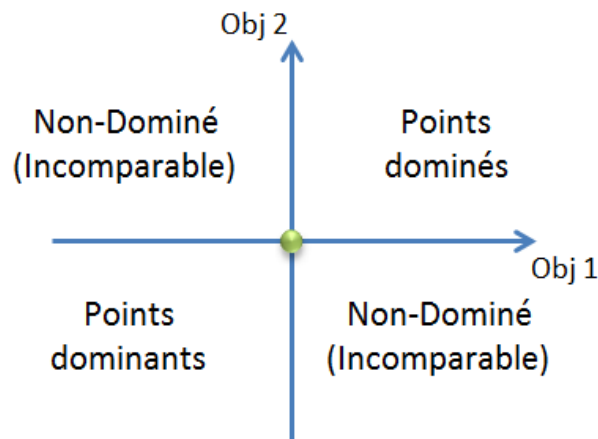 Obj 2
Non-Dominé
(Incomparable)
Points
dominés
Obj 1
Points
dominants
Non-Dominé
(Incomparable)